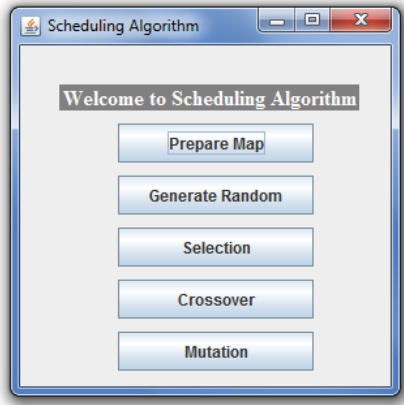 Scheduling Algorithm
Welcome to Scheduling Algorithm
Prepare Map
Generate Random
Selection
Crossover
Mutation